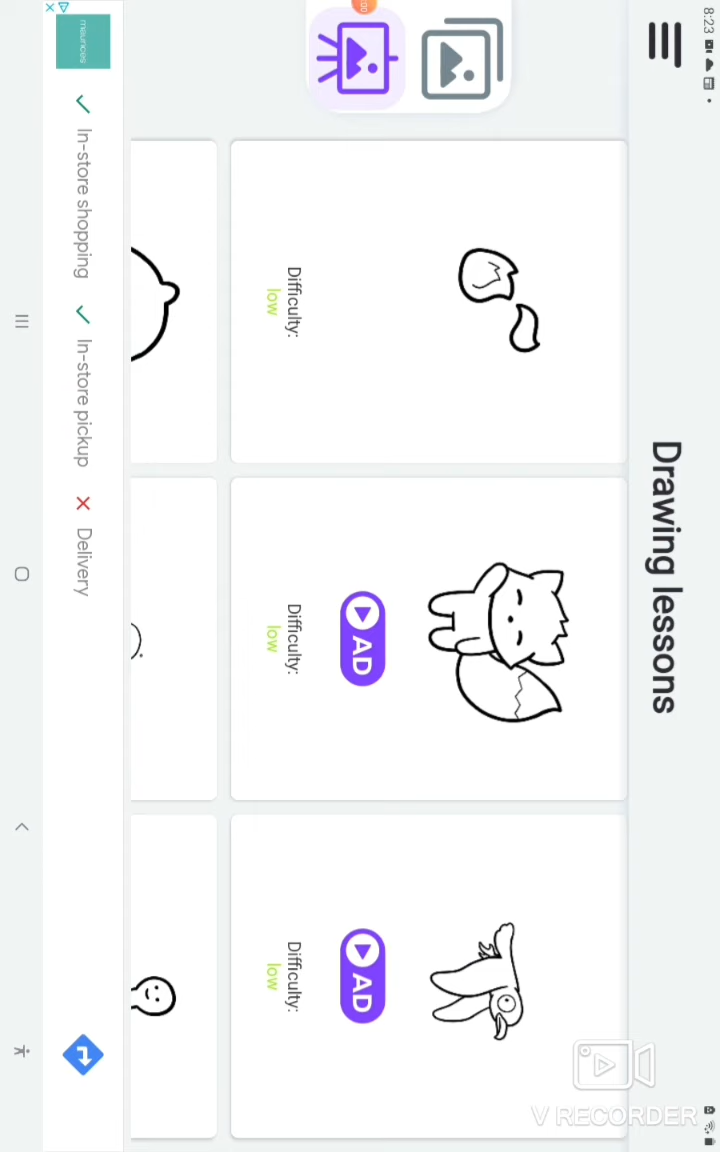 8:23
Drawing lessons
Difficulty:
low
AD
Difficulty:
low
AD
Difficulty:
low
maurices
In-store shopping
In-store pickup
Delivery
V RECORDER